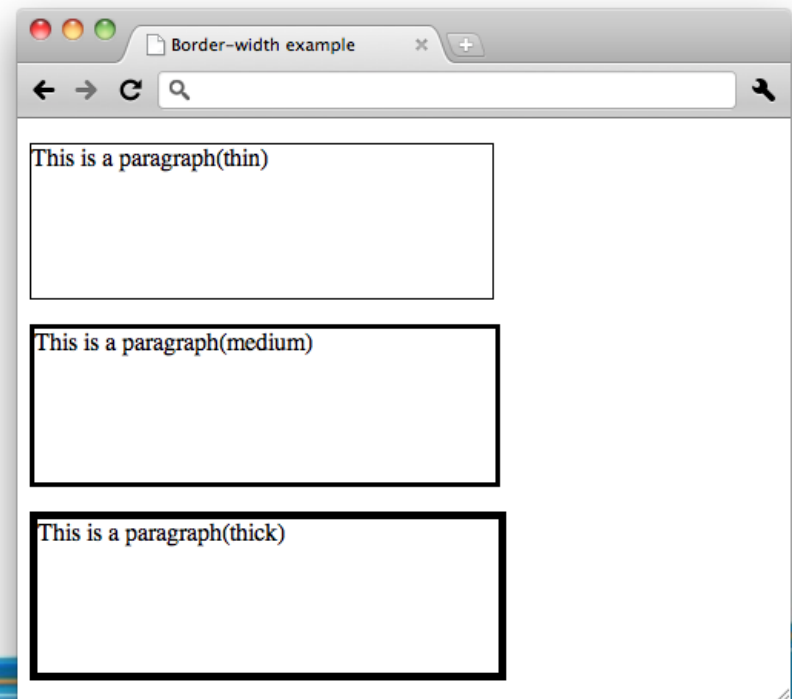 Border-width example
This is a paragraph(thin)
This is a paragraph(medium)
This is a paragraph(thick)